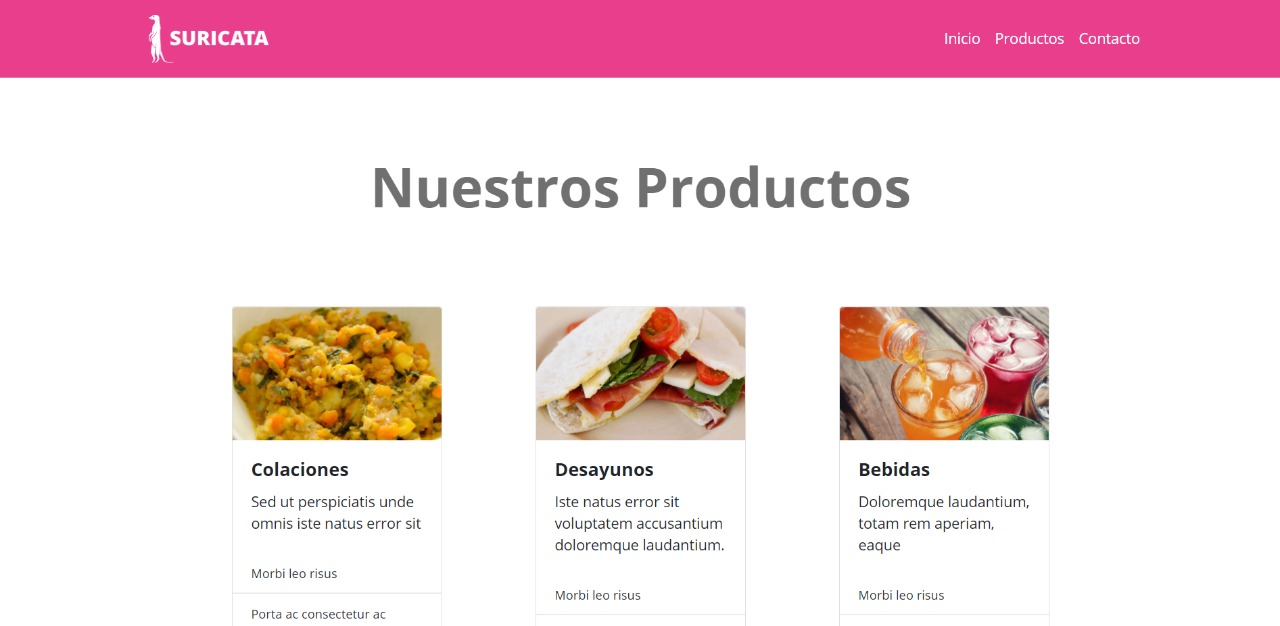 SURICATA
Inicio Productos Contacto
Nuestros Productos
Colaciones
Sed ut perspiciatis unde
omnis iste natus error sit
Morbi leo risus
Porta ac consectetur ac
Desayunos
Iste natus error sit
voluptatem accusantium
doloremque laudantium.
Morbi leo risus
Bebidas
Doloremque laudantium,
totam rem aperiam,
eaque
Morbi leo risus